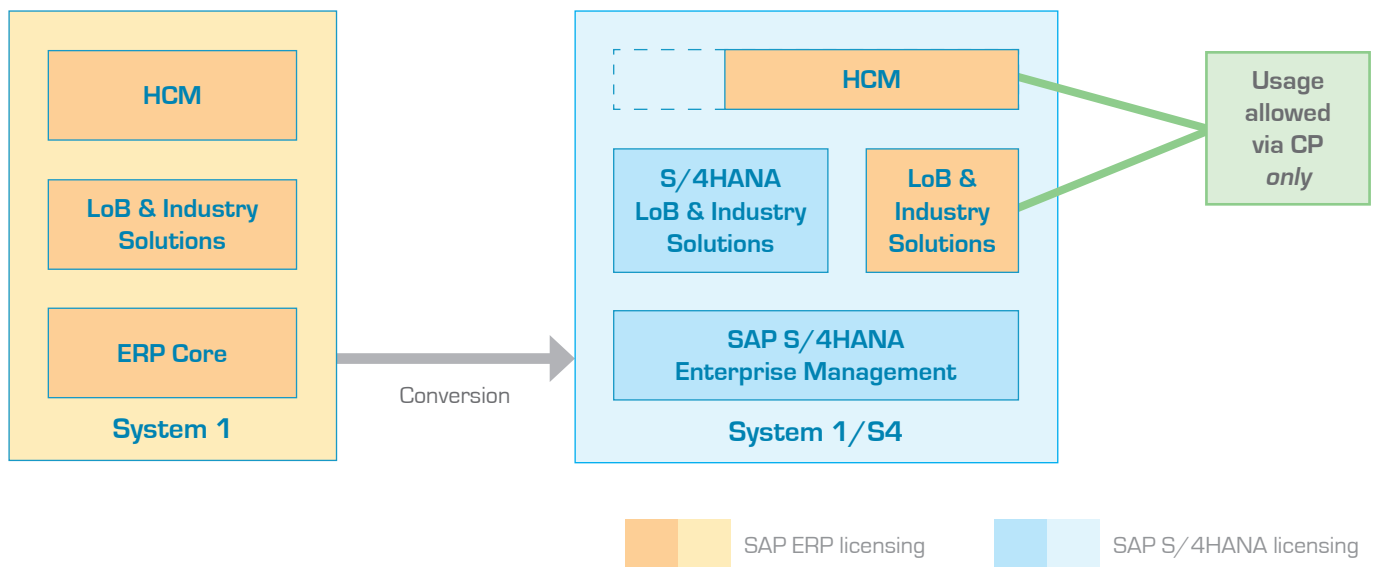 HCM
LoB & Industry
Solutions
ERP Core
System 1
Conversion
HCM
S/4HANA
LoB & Industry
Solutions
LoB &
Industry
Solutions
SAP S/4HANA
Enterprise Management
System 1/S4
Usage
allowed
via CP
only
SAP ERP licensing
SAP S/4HANA licensing